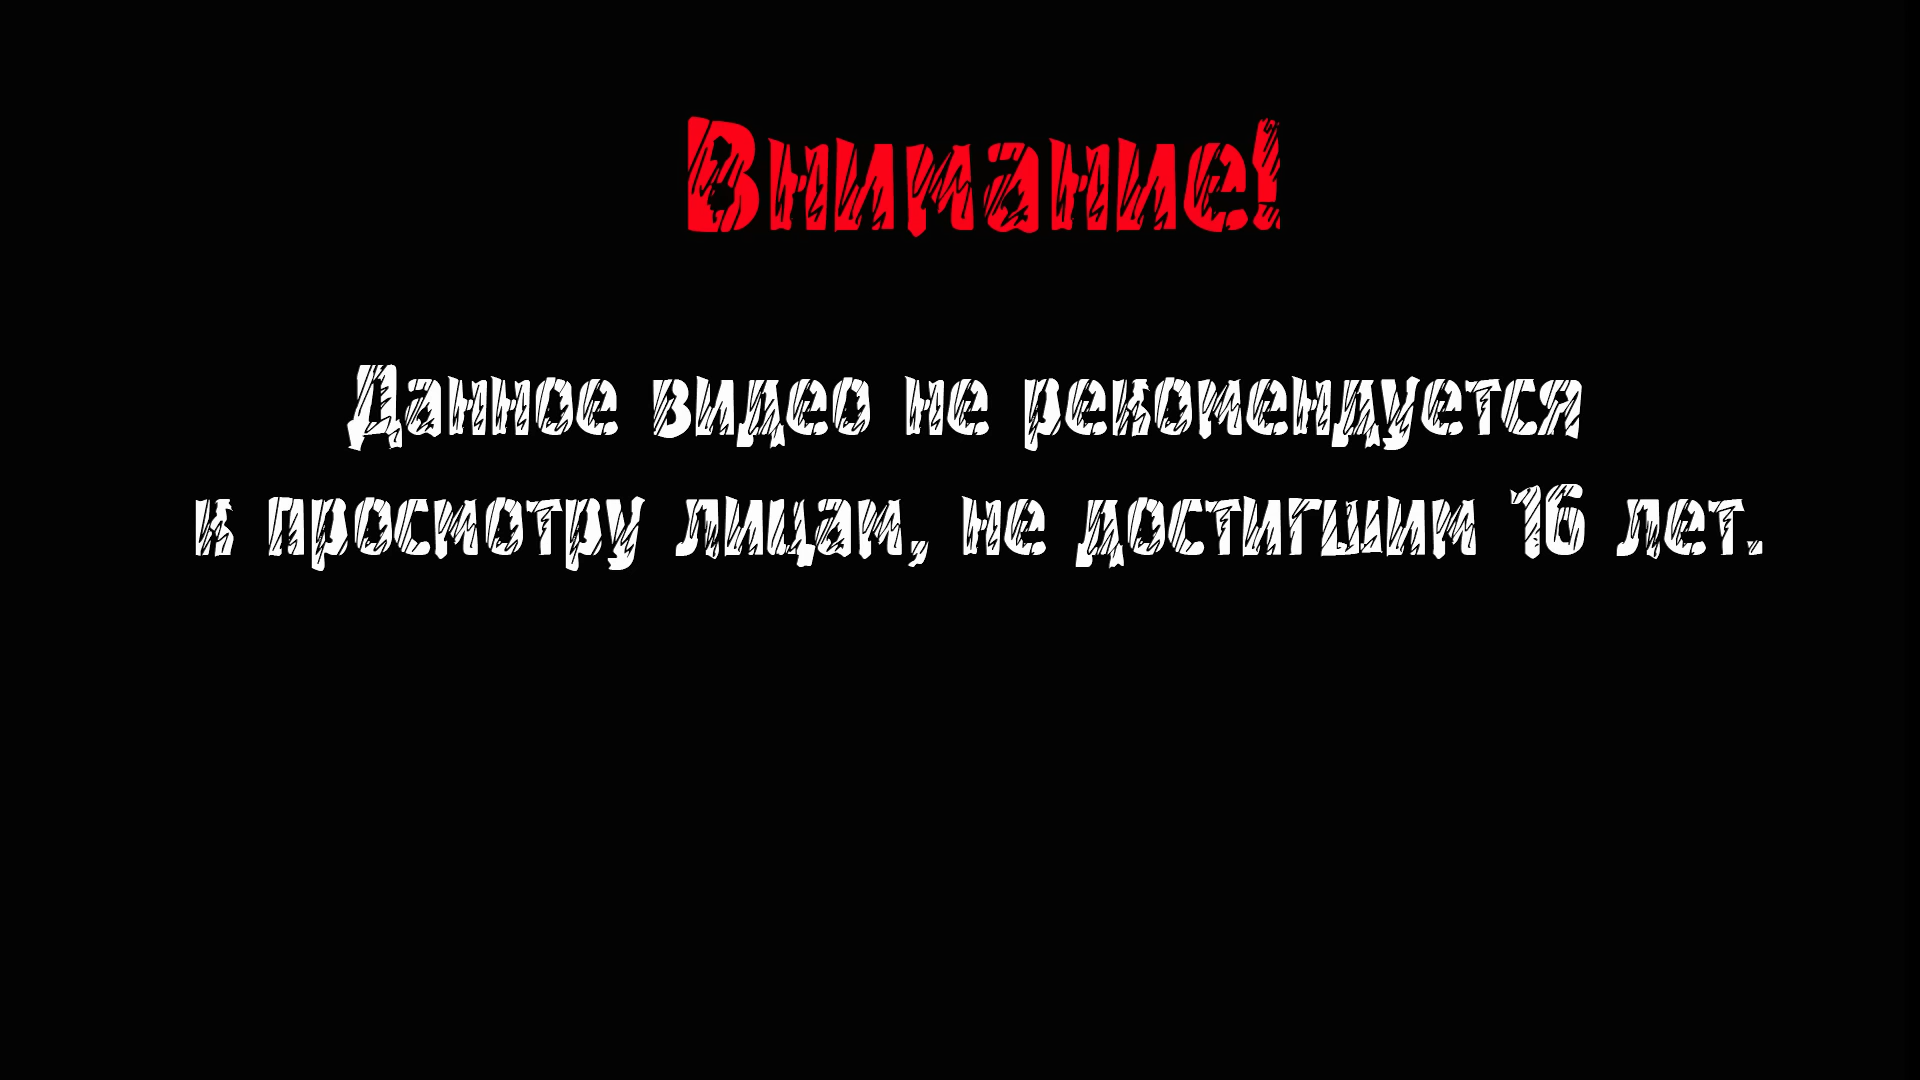 Внимание!
Данное видео не рекомендуется
к просмотру лицам, не достигшим 16 лет.